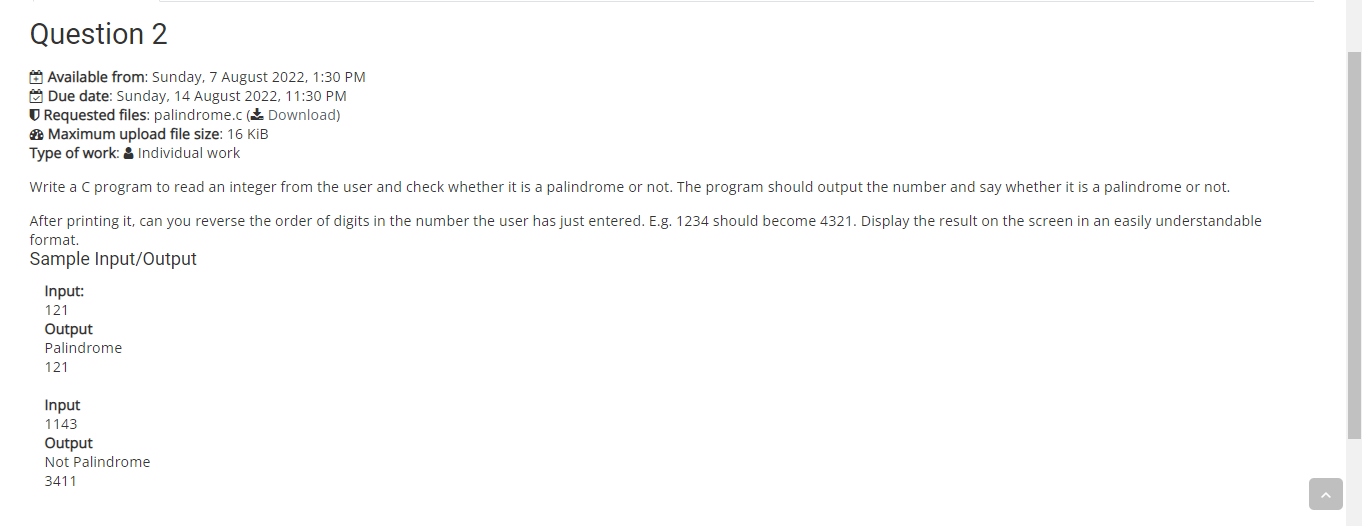 Question 2
Available from: Sunday, 7 August 2022, 1:30 PM
Due date: Sunday, 14 August 2022, 11:30 PM
Requested files: palindrome.c ( Download)
Maximum upload file size: 16 KiB
Type of work: Individual work
Write a C program to read an integer from the user and check whether it is a palindrome or not. The program should output the number and say whether it is a palindrome or not.
After printing it, can you reverse the order of digits in the number the user has just entered. E.g. 1234 should become 4321. Display the result on the screen in an easily understandable
format.
Sample Input/Output
Input:
121
Output
Palindrome
121
Input
1143
Output
Not Palindrome
3411